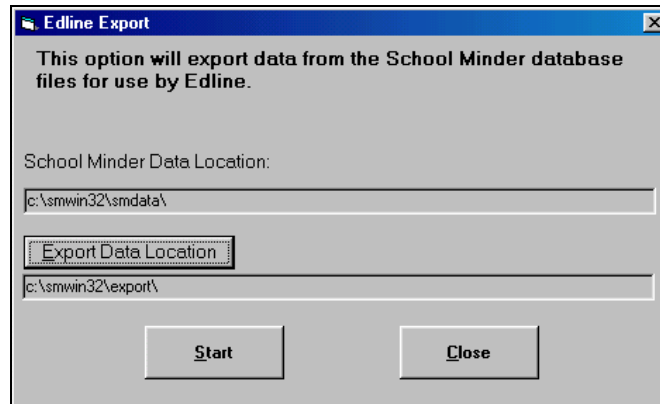 Edline Export
This option will export data from the School Minder database
files for use by Edline.
School Minder Data Location:
c:\smwin32\smdata\
Export Data Location
c:\smwin32\export\
Start Close